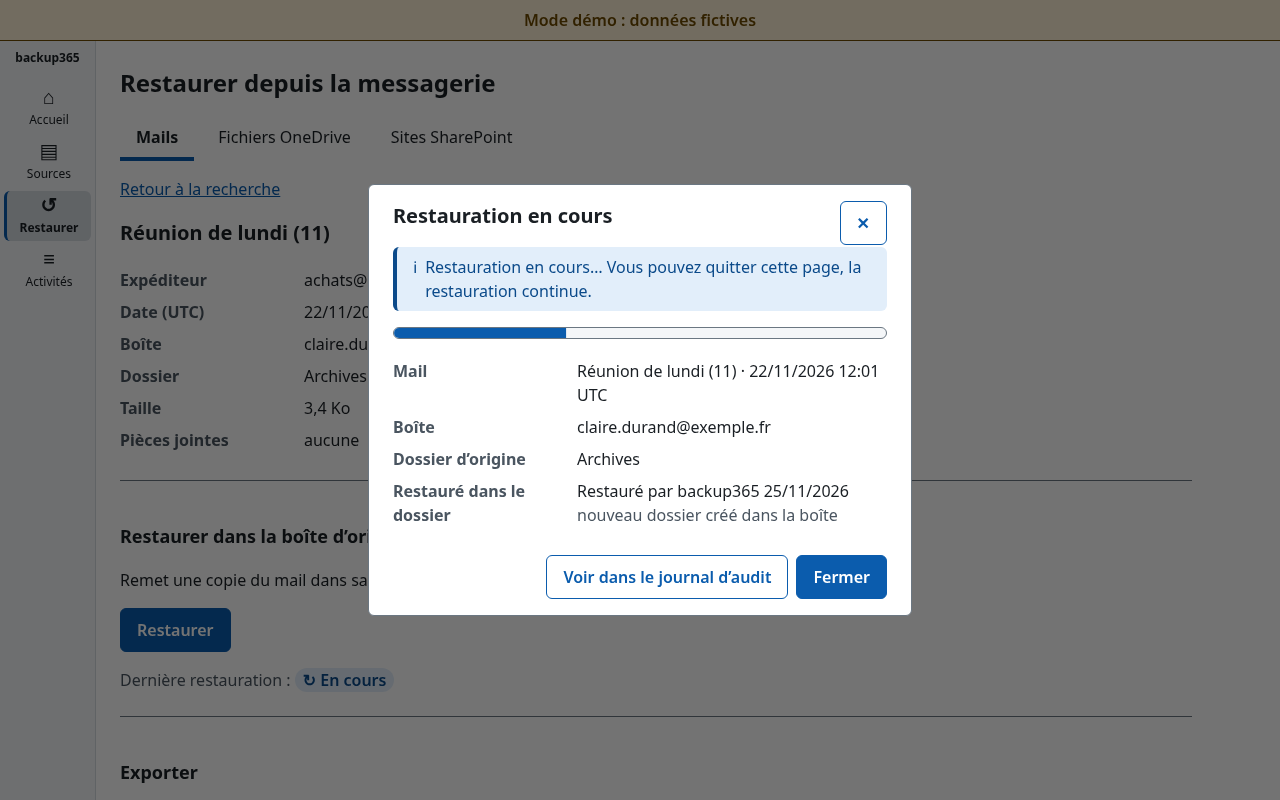 Mode démo : données fictives
backup365
Accueil
Sources
Restaurer
Activités
Restaurer depuis la messagerie
Mails
Fichiers OneDrive
Sites SharePoint
Retour à la recherche
Réunion de lundi (11)
Expéditeur
achats@
Date (UTC)
22/11/20
Boîte
claire.du
Dossier
Archives
Taille
3,4 Ko
Pièces jointes
aucune
Restaurer dans la boîte d’ori
Remet une copie du mail dans sa
Restaurer
Dernière restauration : ↻ En cours
Exporter
Restauration en cours
×
i Restauration en cours... Vous pouvez quitter cette page, la
restauration continue.
Mail
Réunion de lundi (11) · 22/11/2026 12:01
UTC
Boîte
claire.durand@exemple.fr
Dossier d’origine
Archives
Restauré dans le
dossier
Restauré par backup365 25/11/2026
nouveau dossier créé dans la boîte
Voir dans le journal d’audit
Fermer